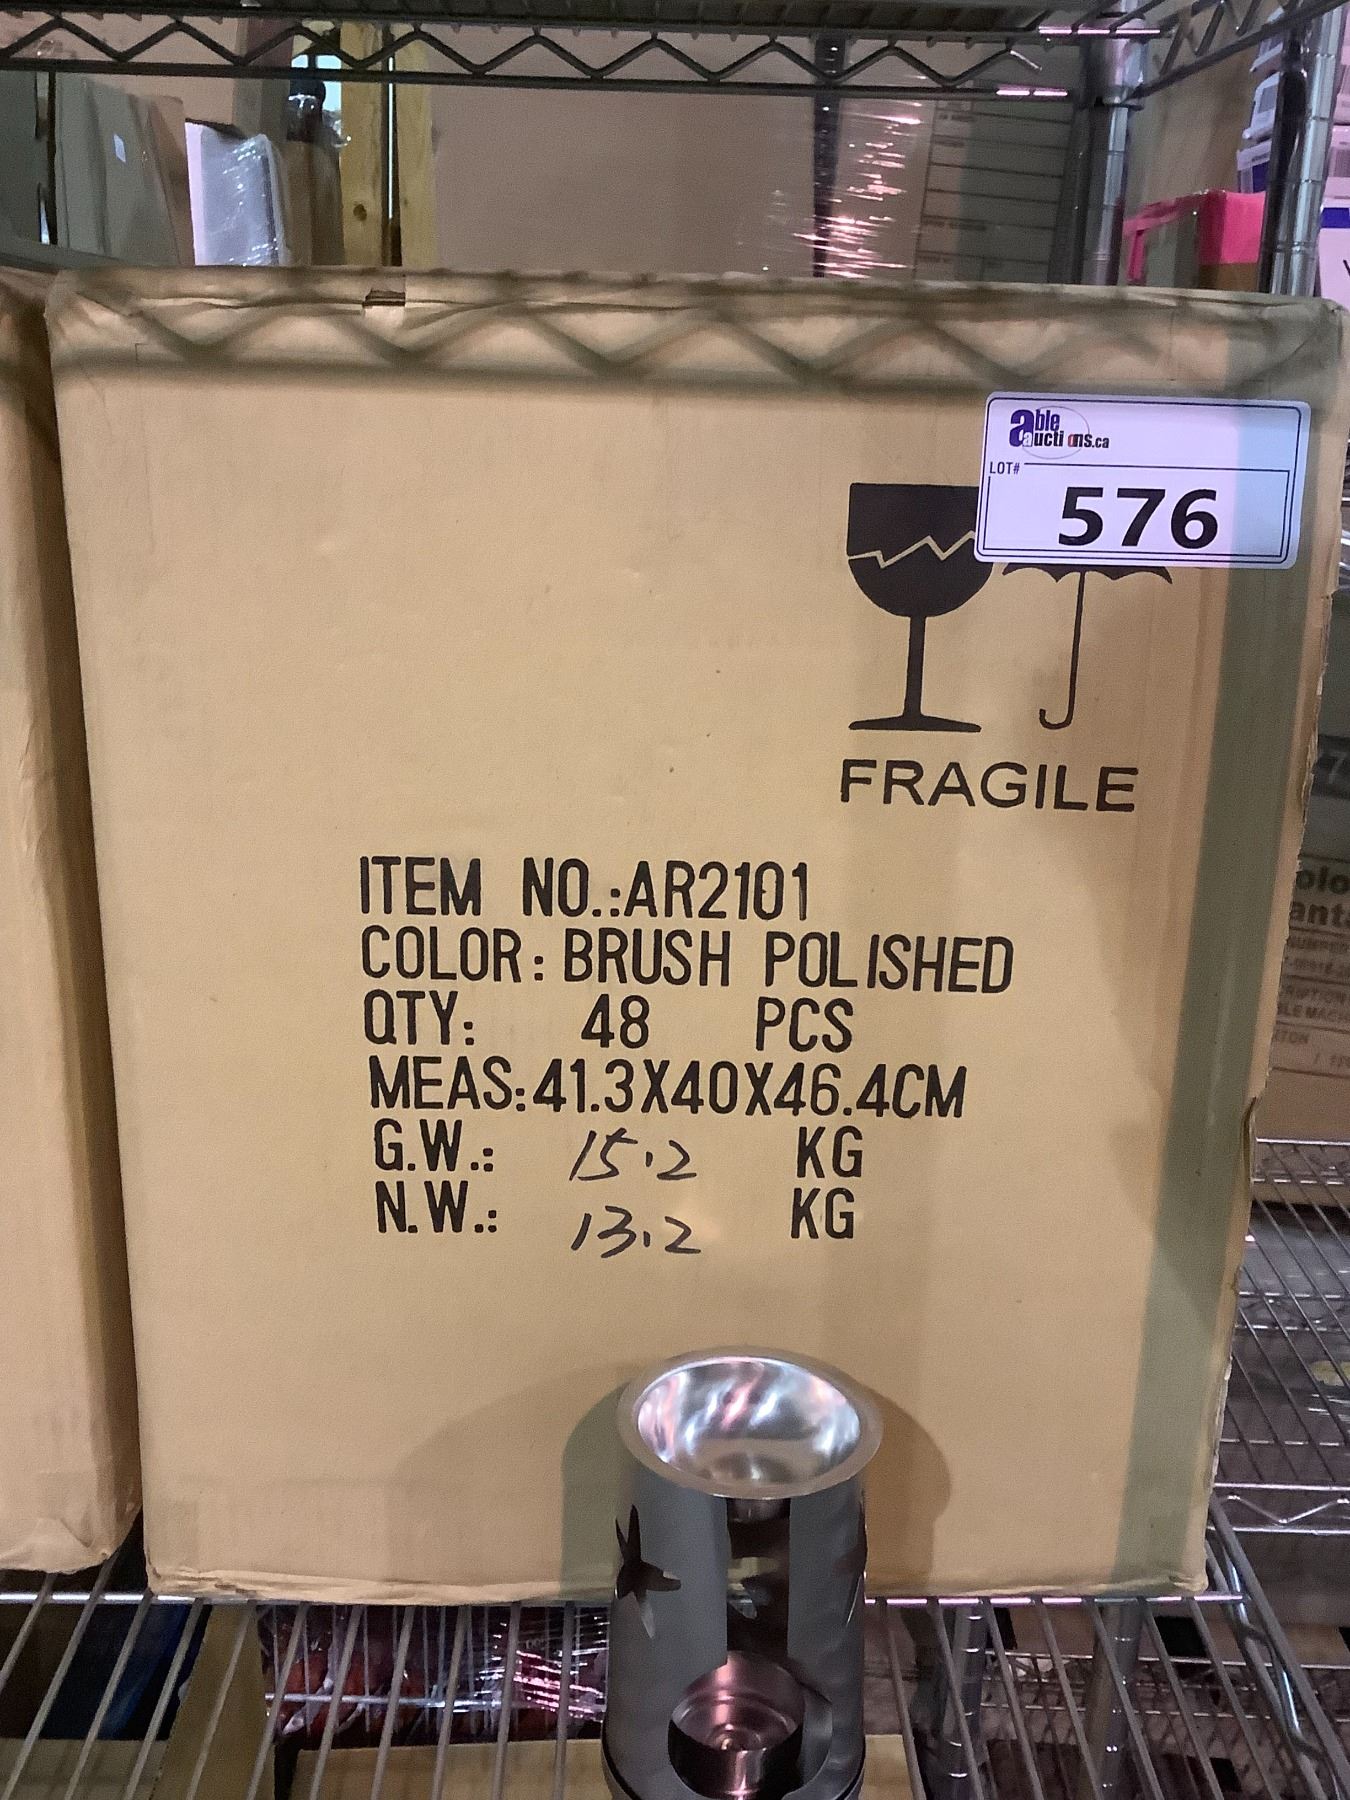 able
auctions.ca
LOT#
576
FRAGILE
ITEM NO.:AR2101
COLOR: BRUSH POLISHED
QTY: 48 PCS
MEAS:41.3X40X46.4CM
G.W.: 15.2 KG
N.W.: 13.2 KG